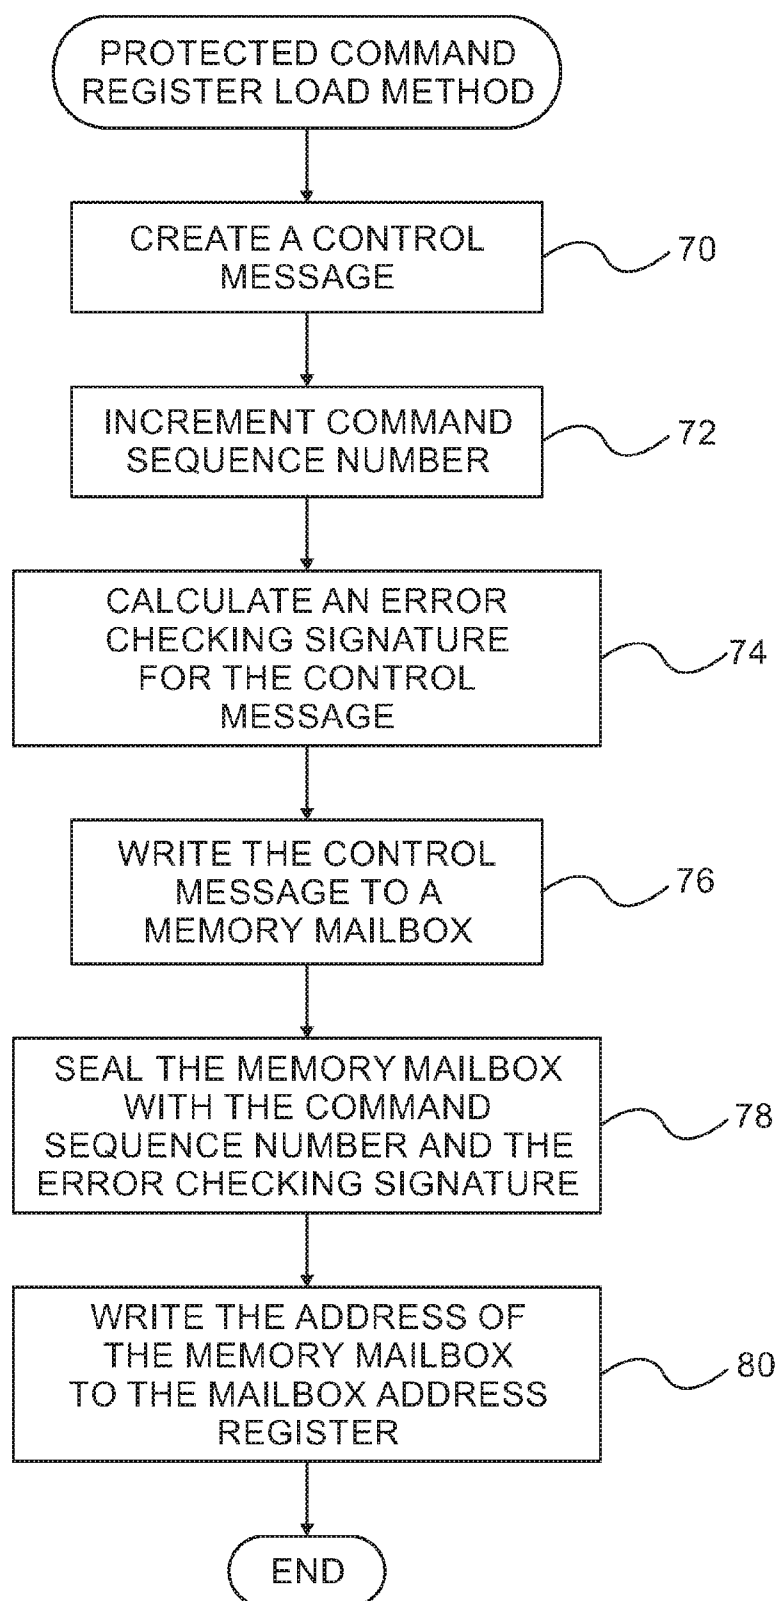 PROTECTED COMMAND
REGISTER LOAD METHOD
CREATE A CONTROL
MESSAGE
70
INCREMENT COMMAND
SEQUENCE NUMBER
72
CALCULATE AN ERROR
CHECKING SIGNATURE
FOR THE CONTROL
MESSAGE
74
WRITE THE CONTROL
MESSAGE TO A
MEMORY MAILBOX
76
SEAL THE MEMORY MAILBOX
WITH THE COMMAND
SEQUENCE NUMBER AND THE
ERROR CHECKING SIGNATURE
78
WRITE THE ADDRESS OF
THE MEMORY MAILBOX
TO THE MAILBOX ADDRESS
REGISTER
80
END